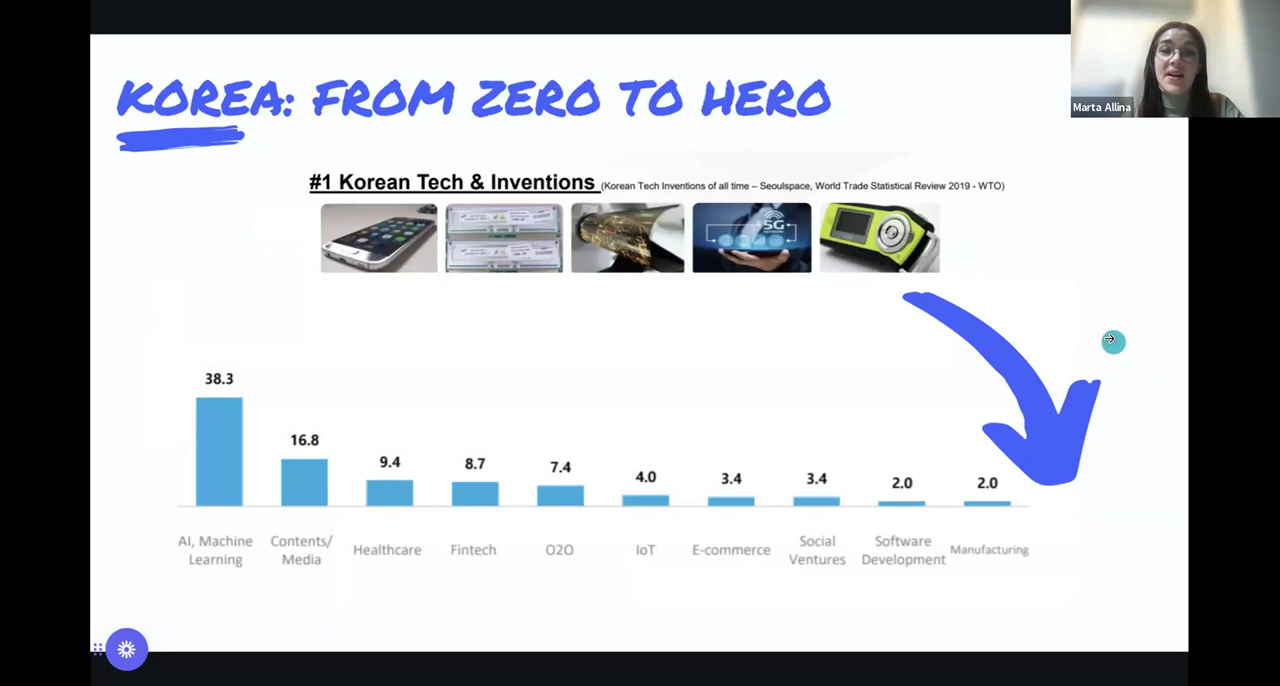 Marta Allina
KOREA: FROM ZERO TO HERO
#1 Korean Tech & Inventions (Korean Tech Inventions of all time – Seoulspace, World Trade Statistical Review 2019 - WTO)
5G
38.3
16.8
9.4
8.7
7.4
4.0
3.4
3.4
2.0
2.0
AI, Machine
Learning
Contents/
Media
Healthcare
Fintech
O2O
IoT
E-commerce
Social
Ventures
Software
Development
Manufacturing